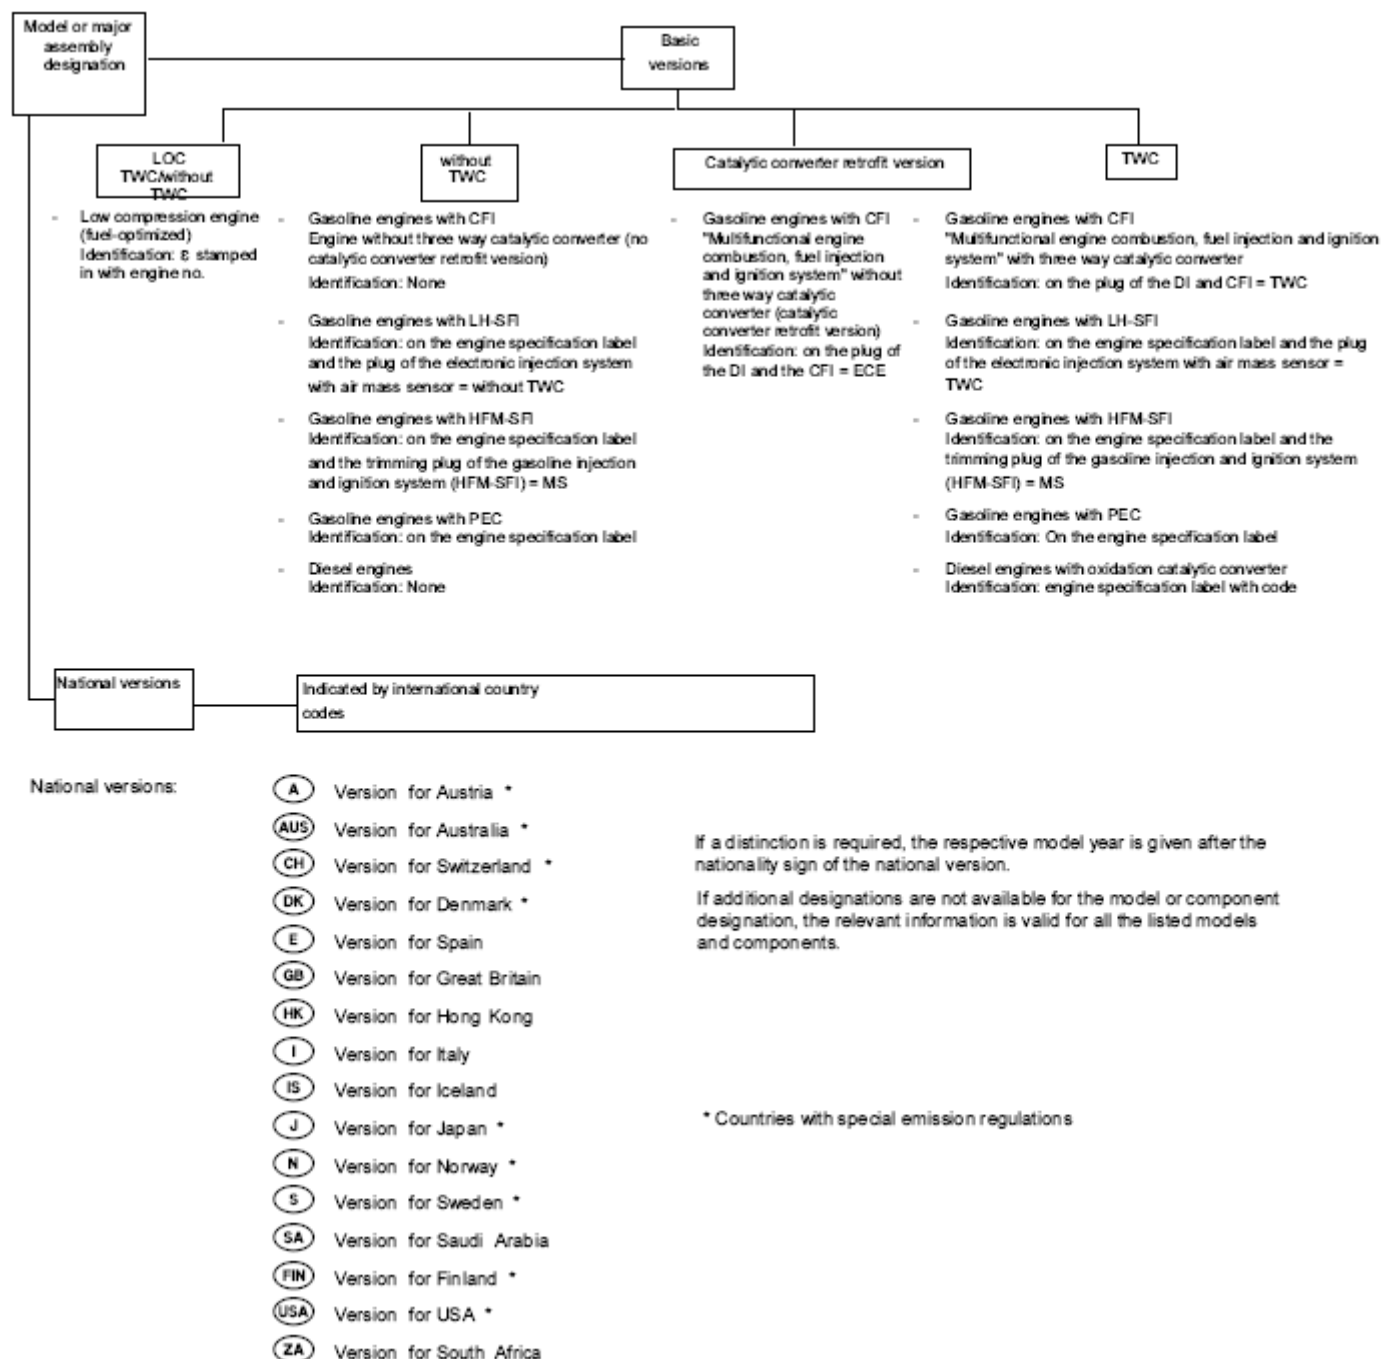 Model or major
assembly
designation
Basic
versions
LOC
TWC/without
TWC
without
TWC
Catalytic converter retrofit version
TWC
- Low compression engine
(fuel-optimized)
Identification: ε stamped
in with engine no.
- Gasoline engines with CFI
Engine without three way catalytic converter (no
catalytic converter retrofit version)
Identification: None
- Gasoline engines with LH-SFI
Identification: on the engine specification label
and the plug of the electronic injection system
with air mass sensor = without TWC
- Gasoline engines with HFM-SFI
Identification: on the engine specification label
and the trimming plug of the gasoline injection
and ignition system (HFM-SFI) = MS
- Gasoline engines with PEC
Identification: on the engine specification label
- Diesel engines
Identification: None
- Gasoline engines with CFI
"Multifunctional engine
combustion, fuel injection
and ignition system" without
three way catalytic
converter (catalytic
converter retrofit version)
Identification: on the plug of
the DI and the CFI = ECE
- Gasoline engines with CFI
"Multifunctional engine combustion, fuel injection and ignition
system" with three way catalytic converter
Identification: on the plug of the DI and CFI = TWC
- Gasoline engines with LH-SFI
Identification: on the engine specification label and the plug
of the electronic injection system with air mass sensor =
TWC
- Gasoline engines with HFM-SFI
Identification: on the engine specification label and the
trimming plug of the gasoline injection and ignition system
(HFM-SFI) = MS
- Gasoline engines with PEC
Identification: On the engine specification label
- Diesel engines with oxidation catalytic converter
Identification: engine specification label with code
National versions
Indicated by international country
codes
National versions:
A Version for Austria *
AUS Version for Australia *
CH Version for Switzerland *
DK Version for Denmark *
E Version for Spain
GB Version for Great Britain
HK Version for Hong Kong
I Version for Italy
IS Version for Iceland
J Version for Japan *
N Version for Norway *
S Version for Sweden *
SA Version for Saudi Arabia
FIN Version for Finland *
USA Version for USA *
ZA Version for South Africa
If a distinction is required, the respective model year is given after the
nationality sign of the national version.
If additional designations are not available for the model or component
designation, the relevant information is valid for all the listed models
and components.
* Countries with special emission regulations